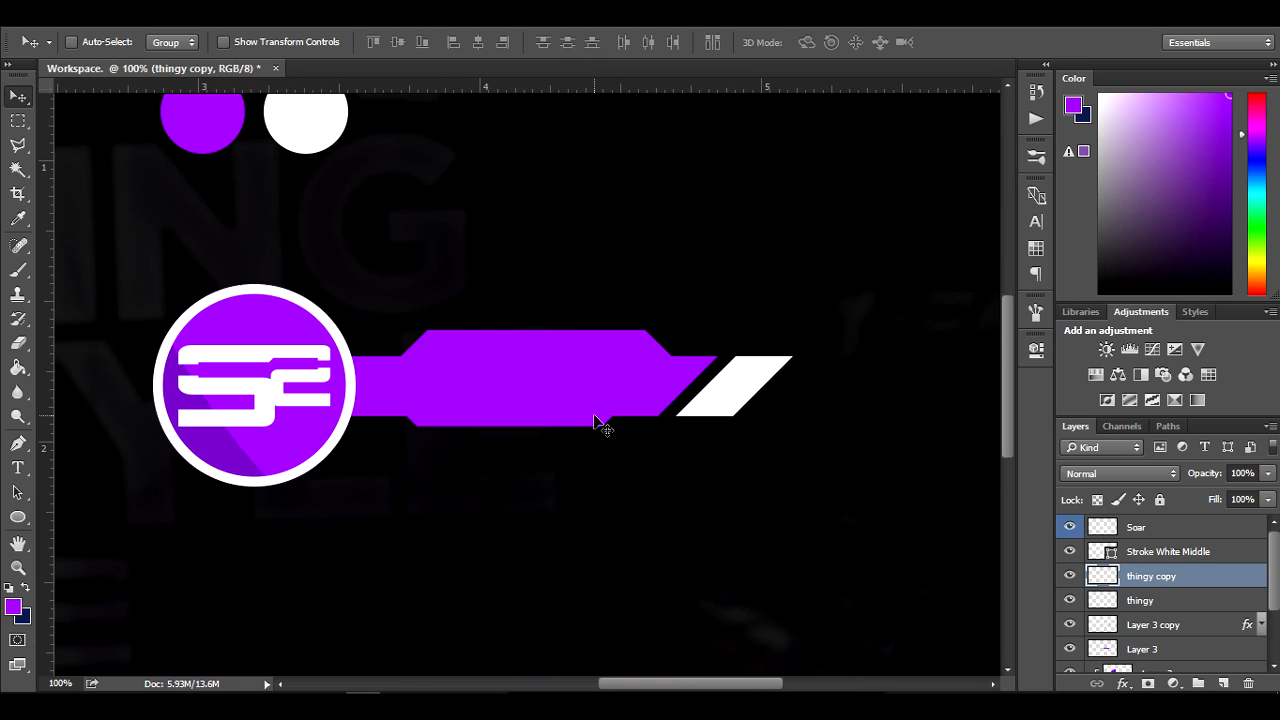 Auto-Select:
Group
Show Transform Controls
3D Mode:
Essentials
Workspace. @ 100% (thingy copy, RGB/8) *
×
3
4
5
1
2
Color
Libraries
Adjustments
Styles
Add an adjustment
Layers
Channels
Paths
Kind
Normal
Opacity:
100%
Lock:
Fill:
100%
Soar
Stroke White Middle
thingy copy
thingy
Layer 3 copy
fx
Layer 3
100%
Doc: 5.93M/13.6M